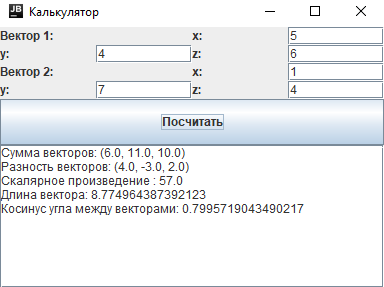 JB Калькулятор
Вектор 1: x: 5
y: 4 z: 6
Вектор 2: x: 1
y: 7 z: 4
Посчитать
Сумма векторов: (6.0, 11.0, 10.0)
Разность векторов: (4.0, -3.0, 2.0)
Скалярное произведение : 57.0
Длина вектора: 8.774964387392123
Косинус угла между векторами: 0.7995719043490217